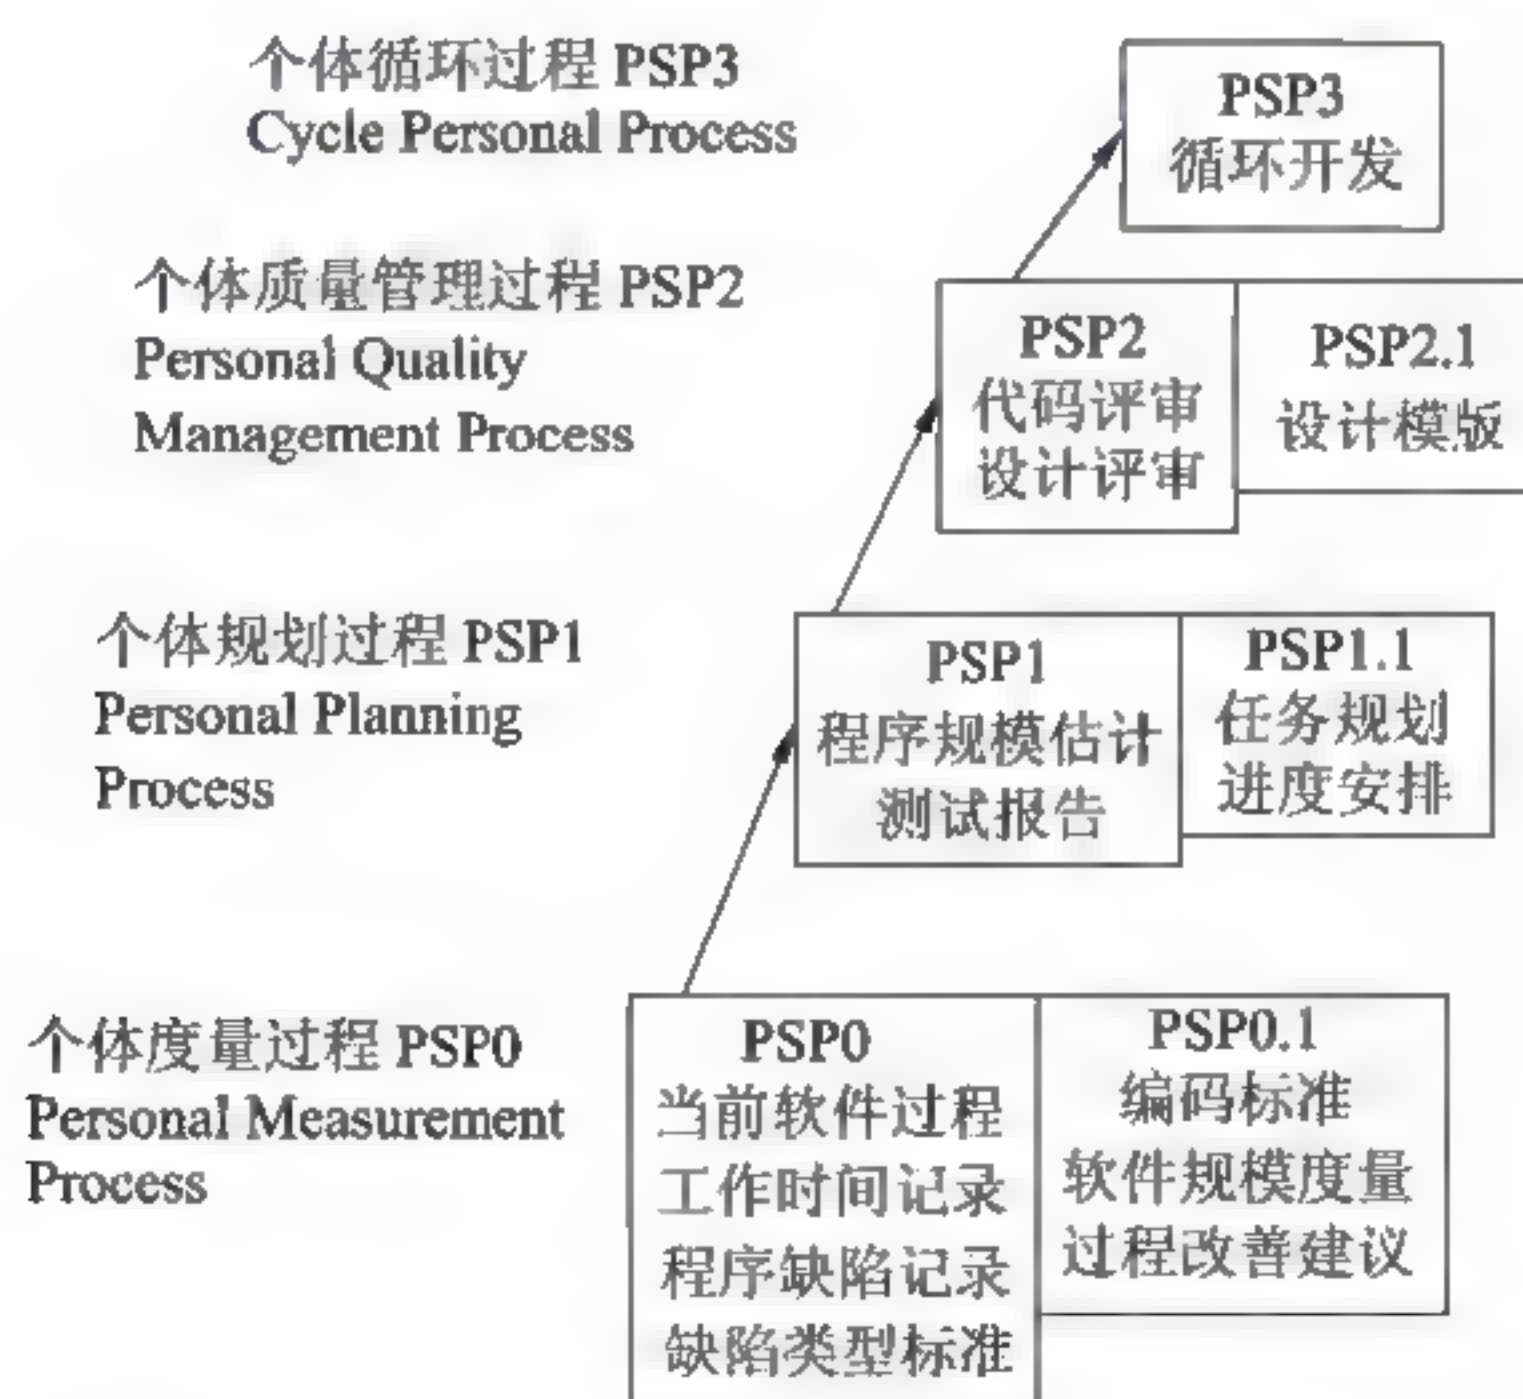 个体循环过程 PSP3
Cycle Personal Process
PSP3
循环开发
个体质量管理过程 PSP2
Personal Quality
Management Process
PSP2
代码评审
设计评审
PSP2.1
设计模版
个体规划过程 PSP1
Personal Planning
Process
PSP1
程序规模估计
测试报告
PSP1.1
任务规划
进度安排
个体度量过程 PSP0
Personal Measurement
Process
PSP0
当前软件过程
工作时间记录
程序缺陷记录
缺陷类型标准
PSP0.1
编码标准
软件规模度量
过程改善建议